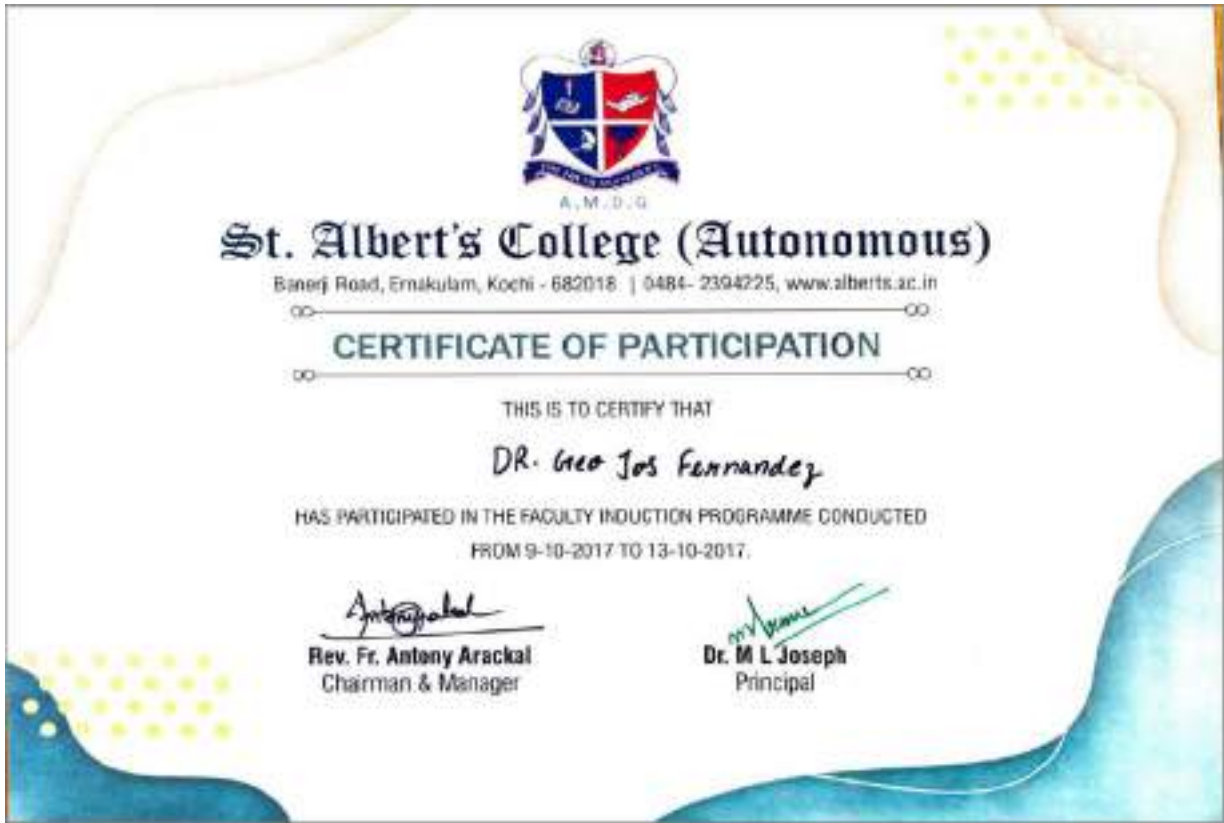 A.M.D.G
St. Albert's College (Autonomous)
Banerji Road, Ernakulam, Kochi - 682018 | 0484- 2394225, www.alberts.ac.in
CERTIFICATE OF PARTICIPATION
THIS IS TO CERTIFY THAT
DR. Geo Jos Fernandez
HAS PARTICIPATED IN THE FACULTY INDUCTION PROGRAMME CONDUCTED
FROM 9-10-2017 TO 13-10-2017.
Rev. Fr. Antony Arackal
Chairman & Manager
Dr. M L Joseph
Principal